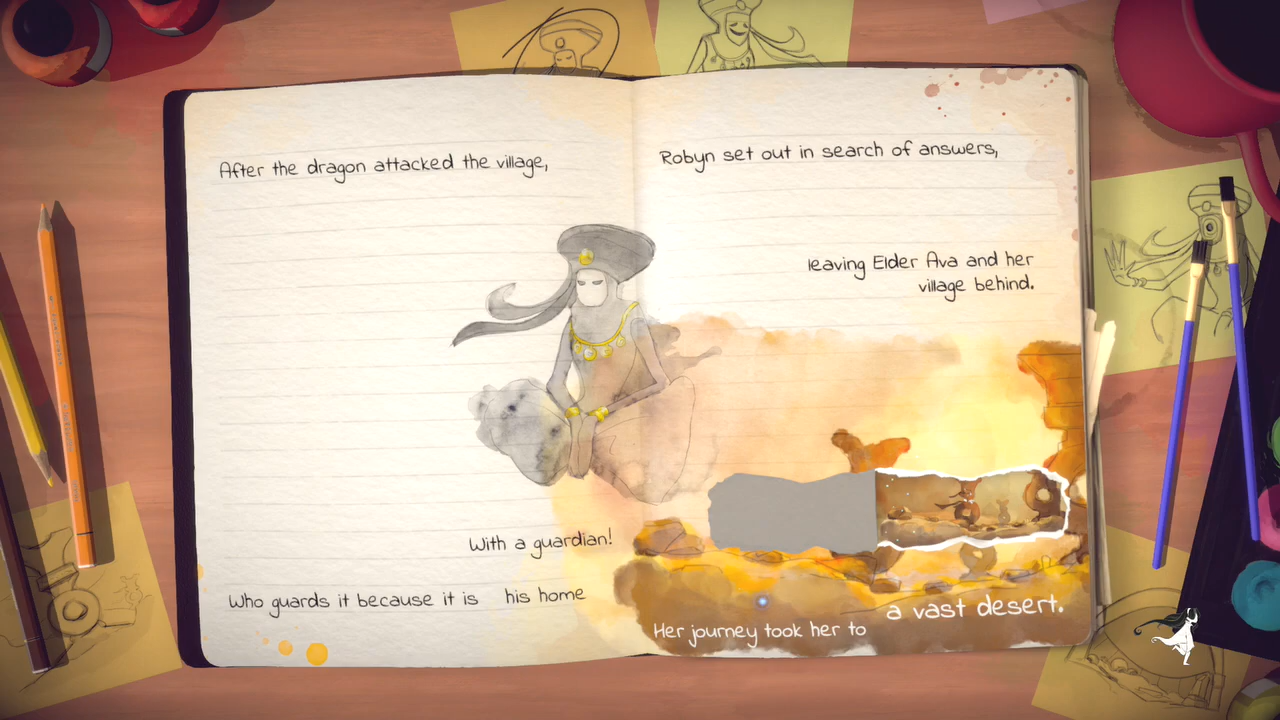 After the dragon attacked the village,
With a guardian!
Who guards it because it is his home
Robyn set out in search of answers,
leaving Elder Ava and her
village behind.
Her journey took her to
a vast desert.